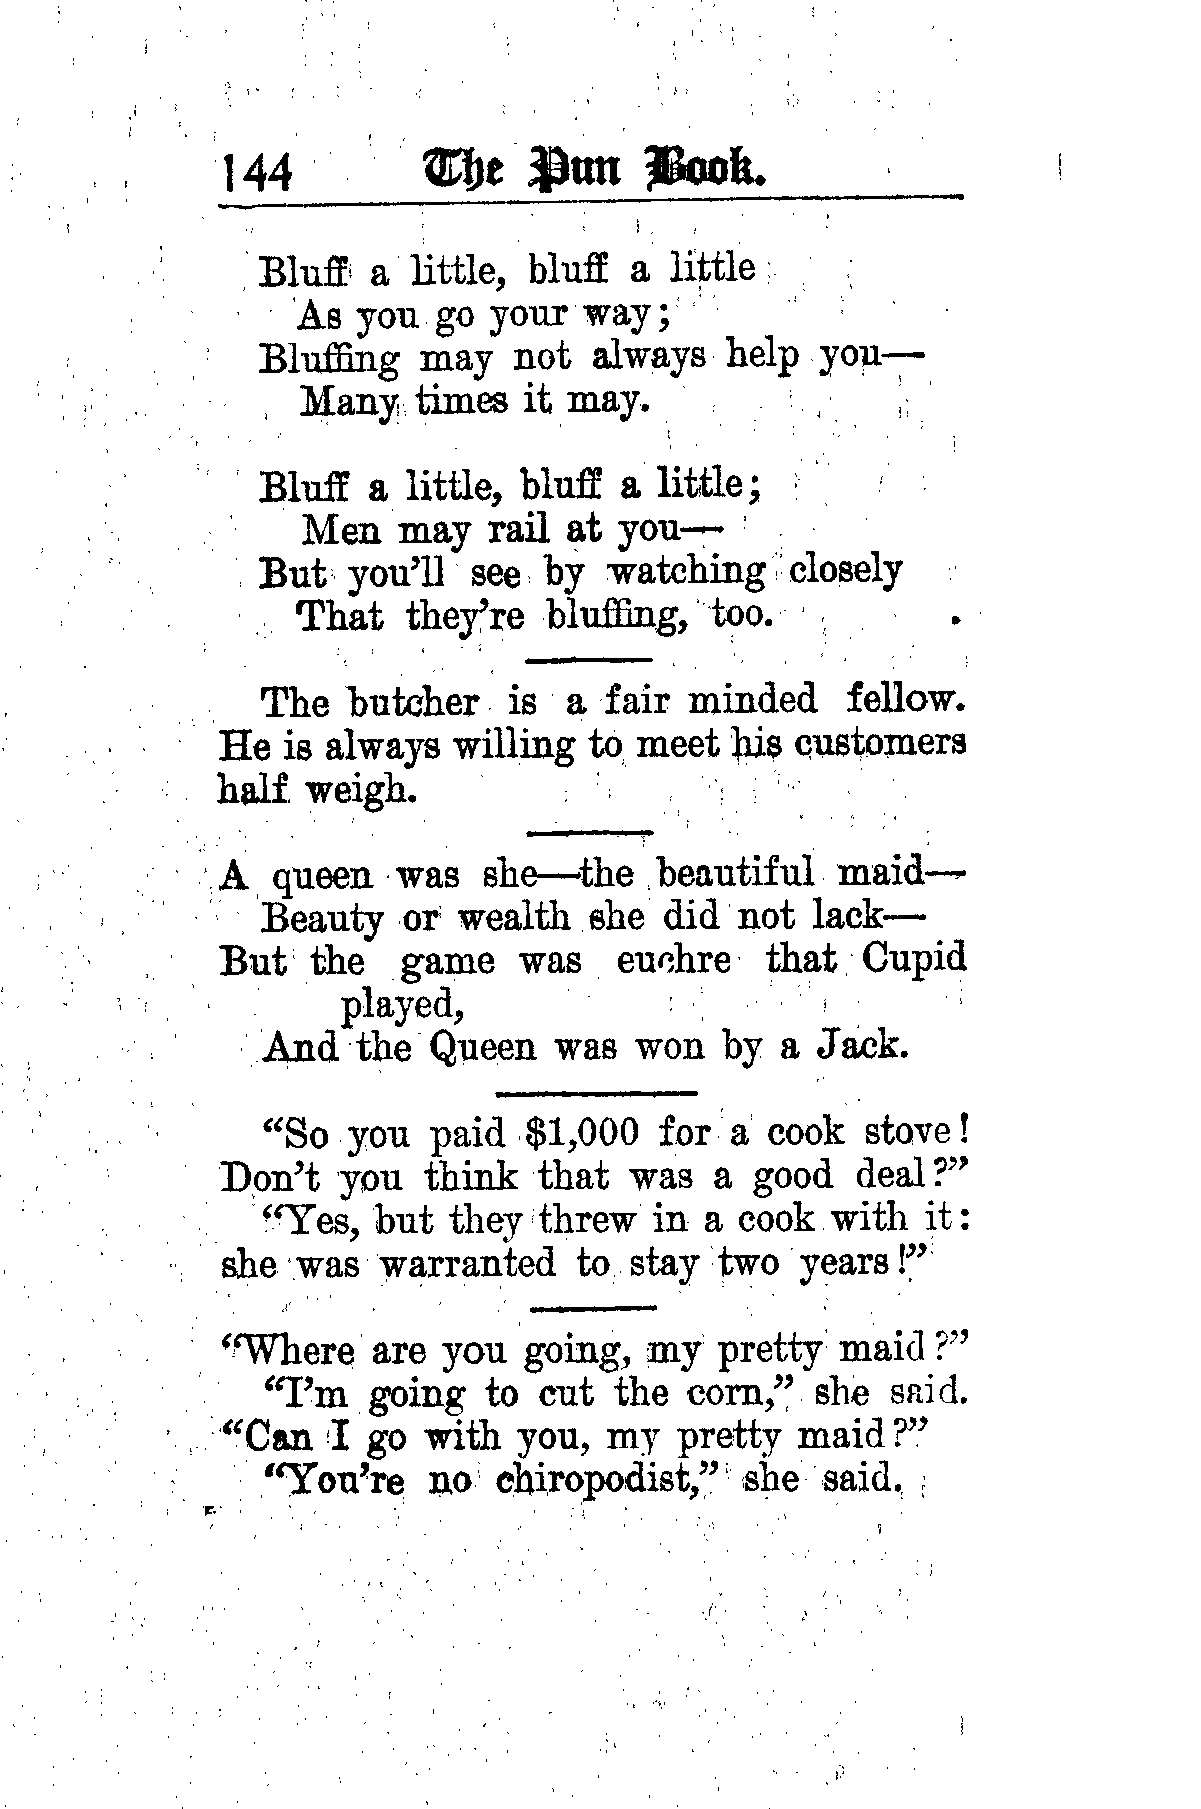 144 The Pun Book.
Bluff a little, bluff a little
As you go your way;
Bluffing may not always help you—
Many times it may.
Bluff a little, bluff a little;
Men may rail at you—
But you'll see by watching closely
That they're bluffing, too.
The butcher is a fair minded fellow.
He is always willing to meet his customers
half weigh.
A queen was she—the beautiful maid—
Beauty or wealth she did not lack—
But the game was euchre that Cupid
played,
And the Queen was won by a Jack.
"So you paid $1,000 for a cook stove!
Don't you think that was a good deal?"
"Yes, but they threw in a cook with it:
she was warranted to stay two years!"
"Where are you going, my pretty maid?"
"I'm going to cut the corn," she said.
"Can I go with you, my pretty maid?"
"You're no chiropodist," she said.